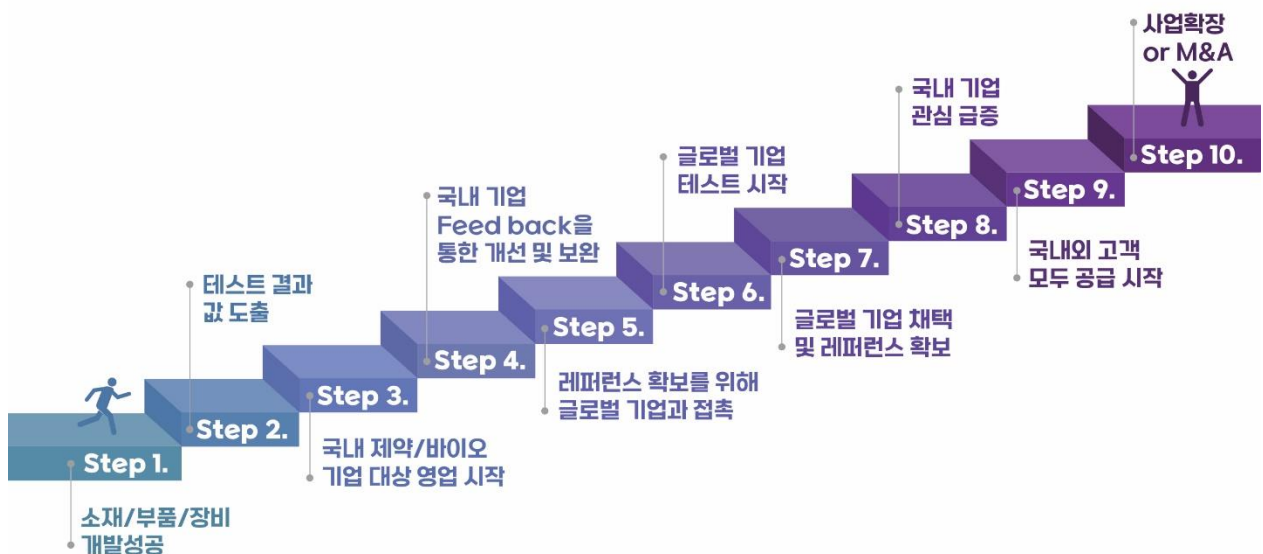 Step 1.
소재/부품/장비
개발성공
Step 2.
테스트 결과
값 도출
Step 3.
국내 제약/바이오
기업 대상 영업 시작
Step 4.
국내 기업
Feed back을
통한 개선 및 보완
Step 5.
레퍼런스 확보를 위해
글로벌 기업과 접촉
Step 6.
글로벌 기업
테스트 시작
Step 7.
글로벌 기업 채택
및 레퍼런스 확보
Step 8.
국내 기업
관심 급증
Step 9.
국내외 고객
모두 공급 시작
Step 10.
사업확장
or M&A